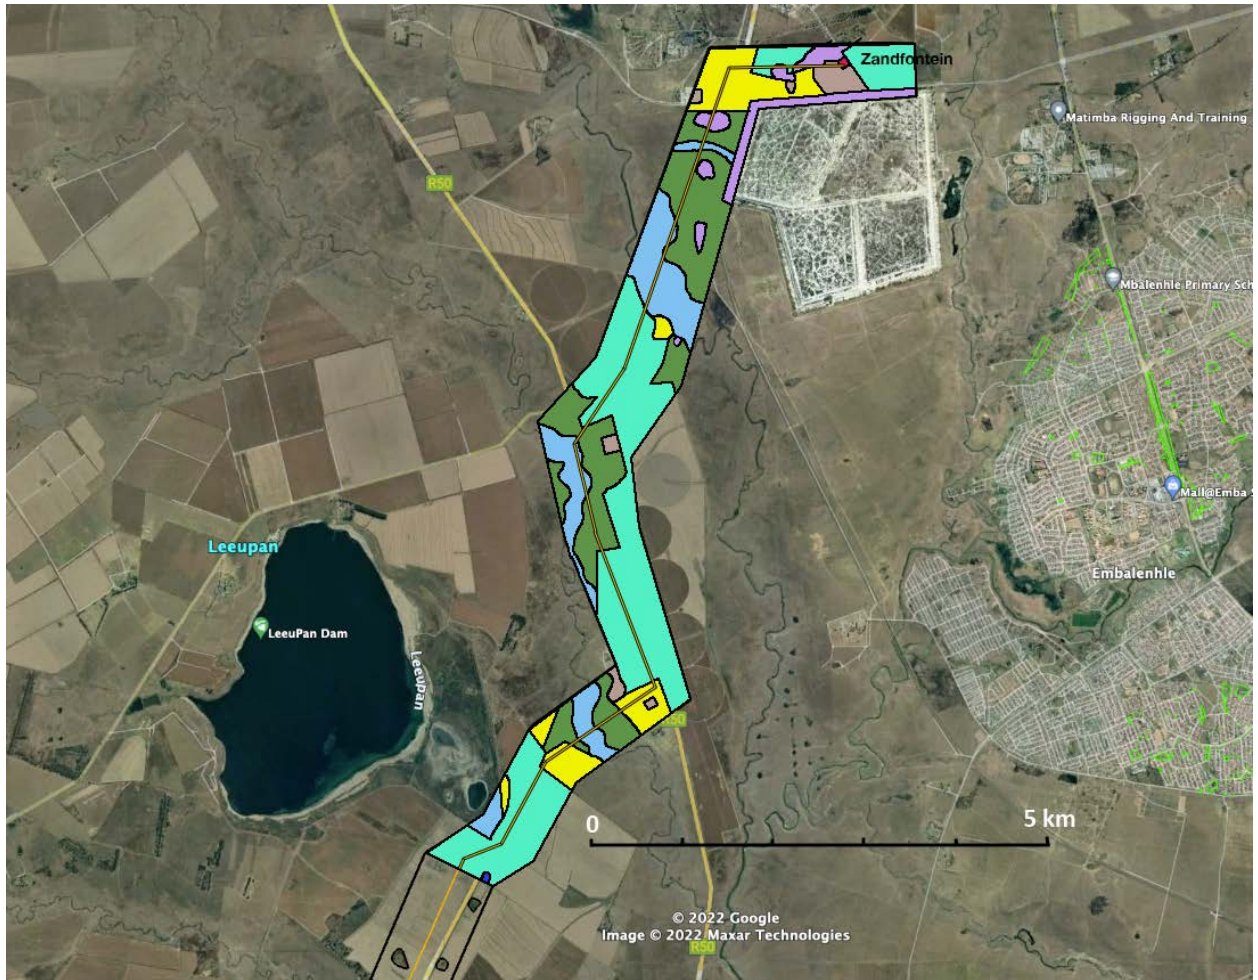 Zandfontein
Matimba Rigging And Training
R50
Mbalenhle Primary Sch
Mall@Emba
Leeupan
Embalenhle
LeeuPan Dam
Leeupan
R50
0
5 km
© 2022 Google
Image © 2022 Maxar Technologies
R50